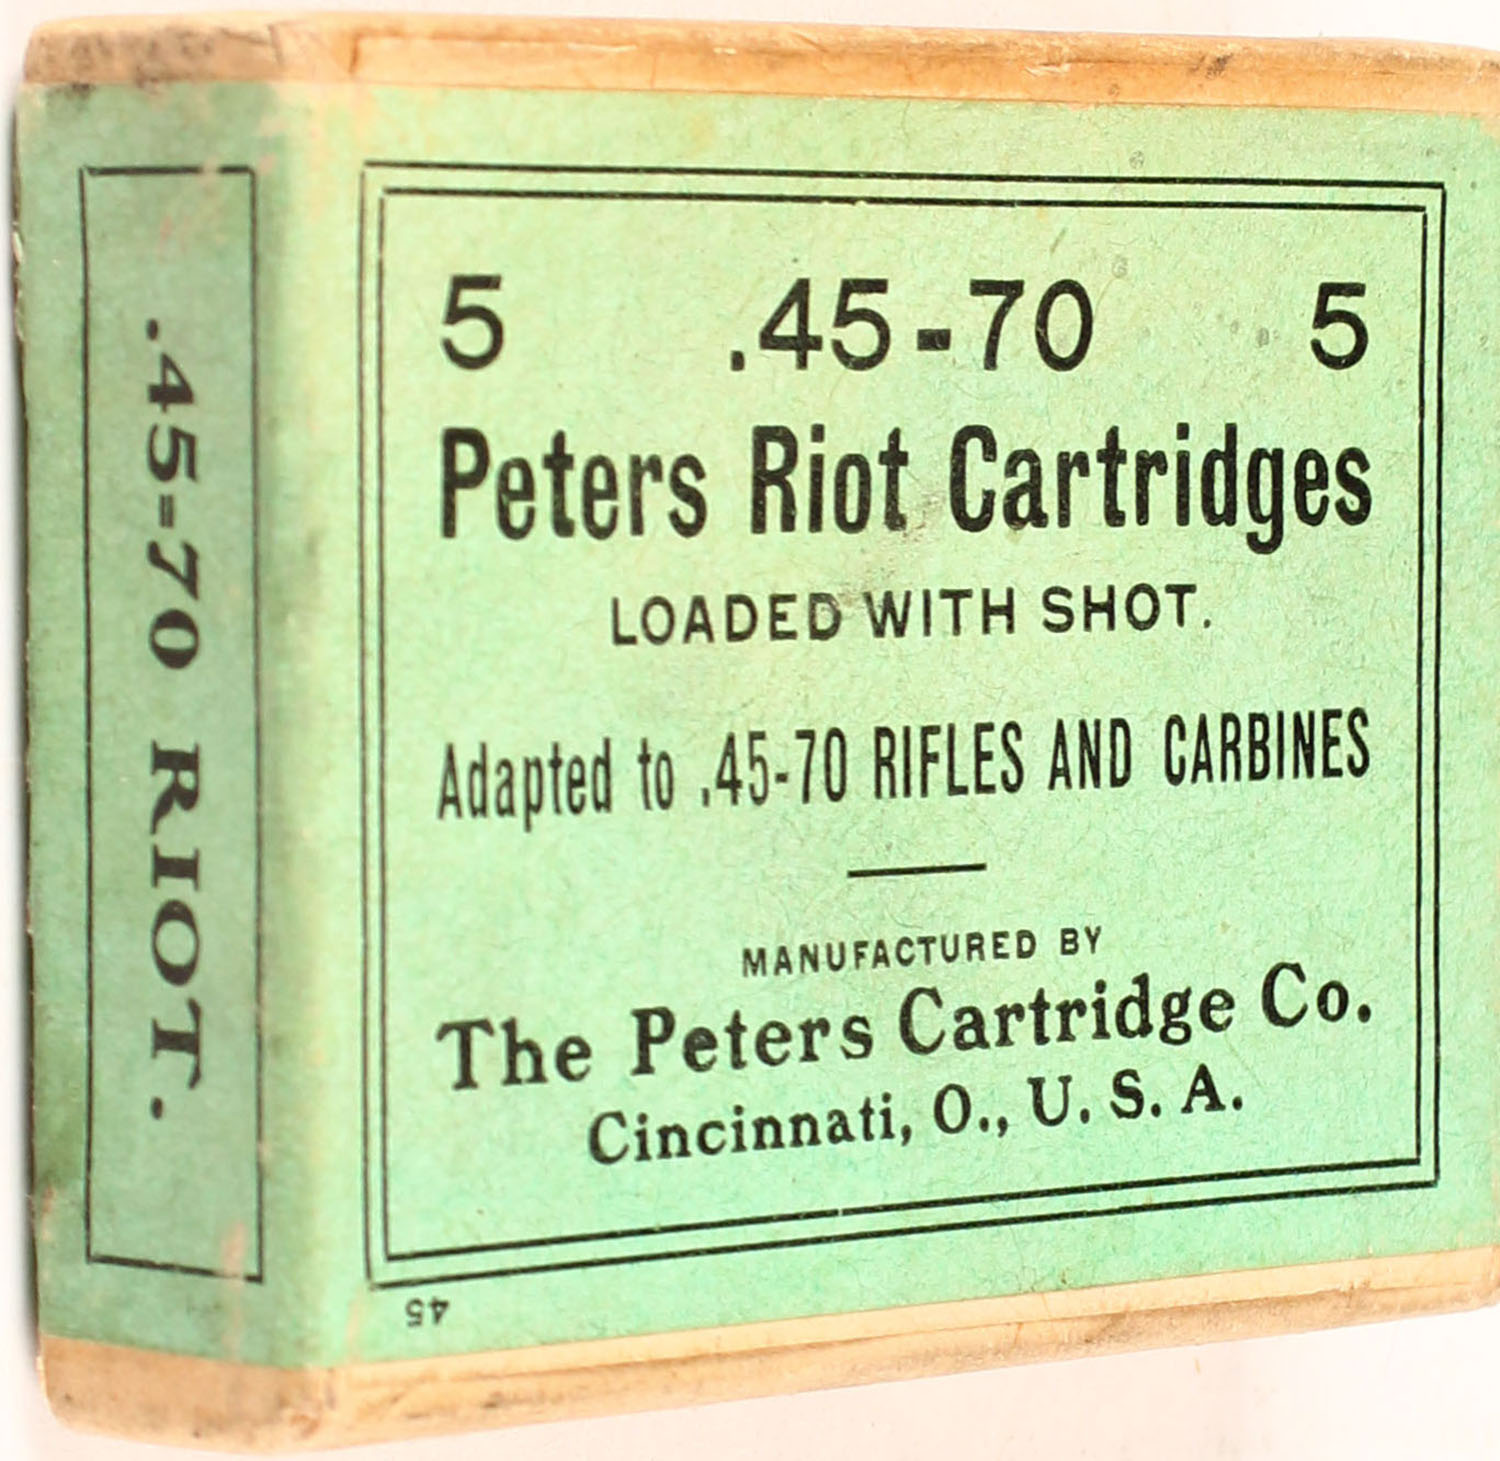 .45-70 RIOT.
5 .45-70 5
Peters Riot Cartridges
LOADED WITH SHOT.
Adapted to .45-70 RIFLES AND CARBINES
MANUFACTURED BY
The Peters Cartridge Co.
Cincinnati, O., U. S. A.
45